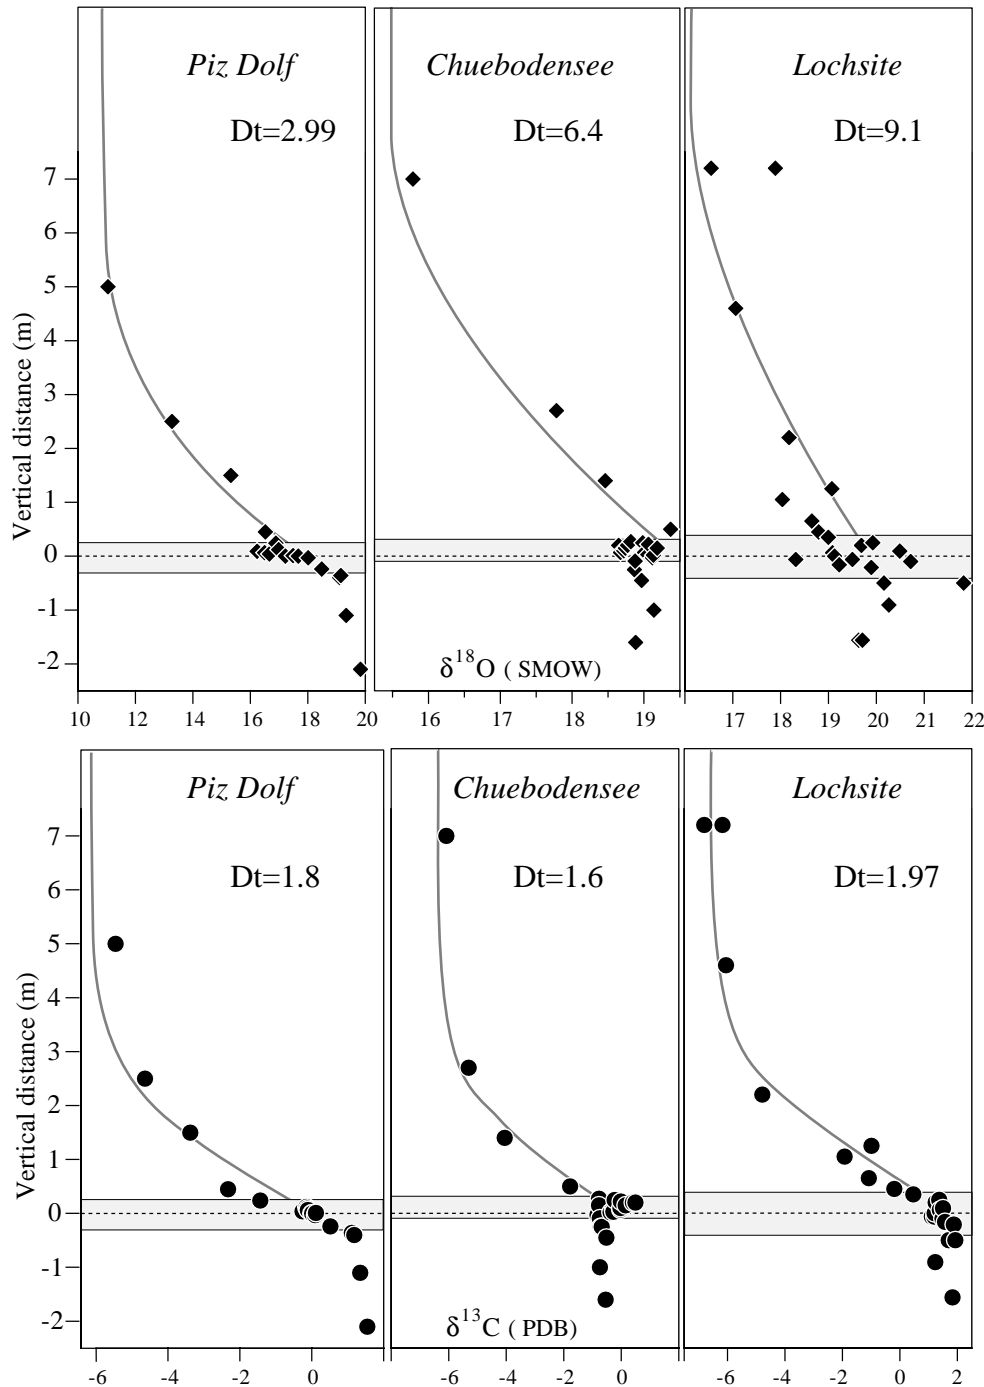 Piz Dolf Chuebodensee Lochsite
Dt=2.99 Dt=6.4 Dt=9.1
7
6
5
4
3
2
1
0
-1
-2
Vertical distance (m)
δ18O ( SMOW)
10 12 14 16 18 20 16 18 19 17 18 19 20 21 22
Piz Dolf Chuebodensee Lochsite
Dt=1.8 Dt=1.6 Dt=1.97
7
6
5
4
3
2
1
0
-1
-2
Vertical distance (m)
δ13C ( PDB)
-6 -4 -2 0 -6 -4 -2 0 -6 -4 -2 0 2